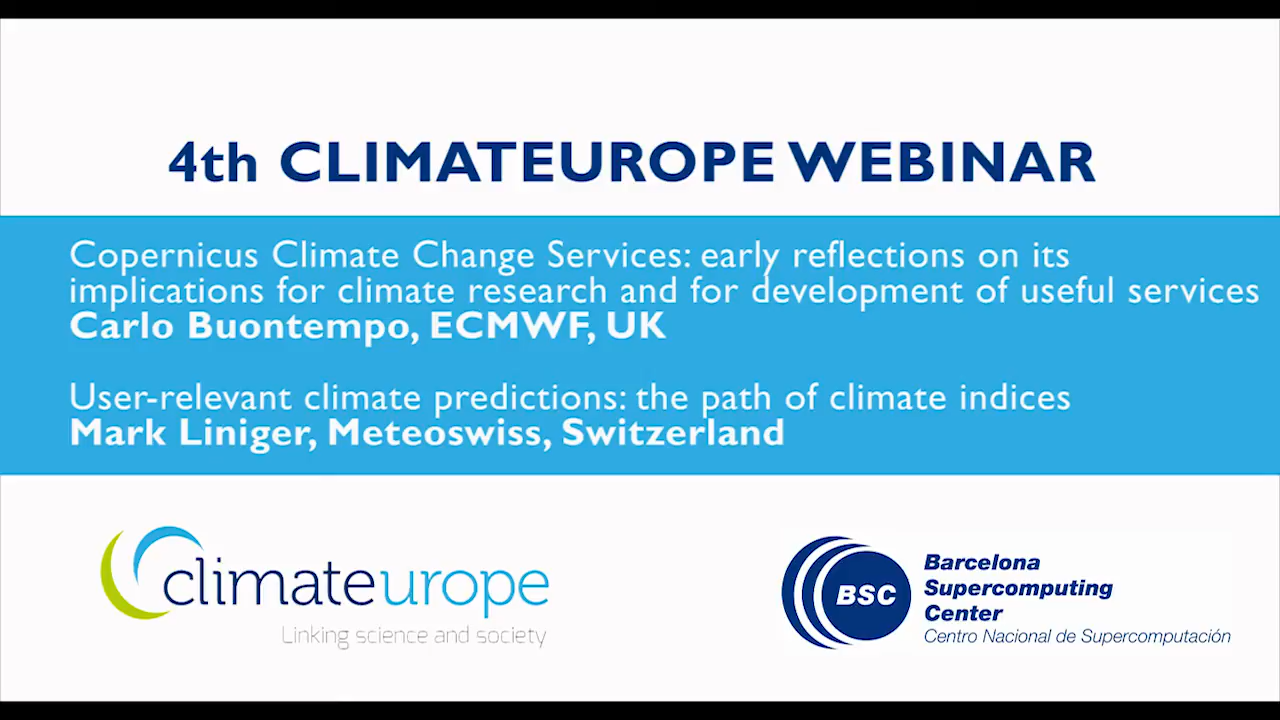 4th CLIMATEUROPE WEBINAR
Copernicus Climate Change Services: early reflections on its
implications for climate research and for development of useful services
Carlo Buontempo, ECMWF, UK
User-relevant climate predictions: the path of climate indices
Mark Liniger, Meteoswiss, Switzerland
climateurope
Linking science and society
BSC
Barcelona
Supercomputing
Center
Centro Nacional de Supercomputación